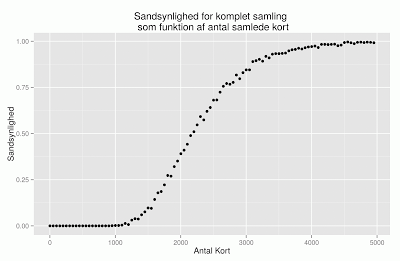 Sandsynlighed for komplet samling
som funktion af antal samlede kort
Sandsynlighed
1.00
0.75
0.50
0.25
0.00
0 1000 2000 3000 4000 5000
Antal Kort